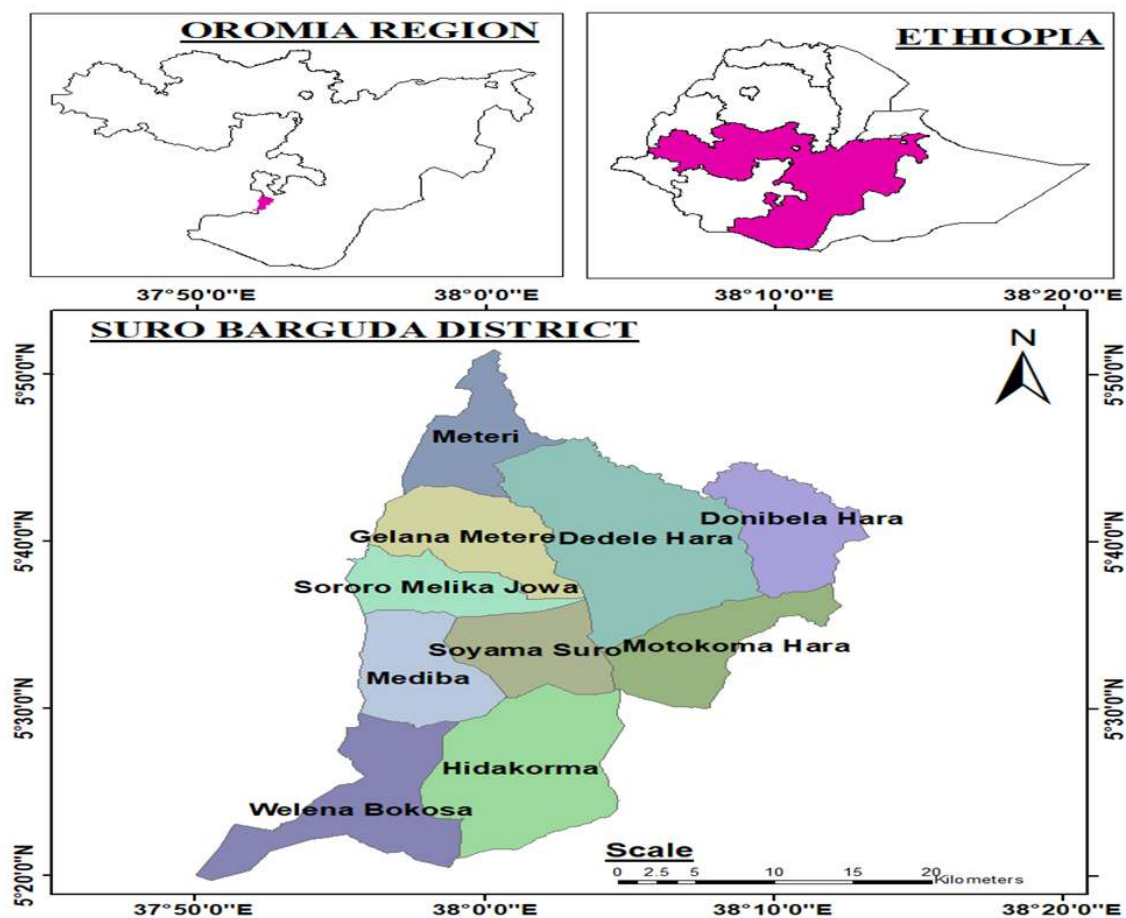 OROMIA REGION
ETHIOPIA
37°50'0"E 38°0'0"E 38°10'0"E 38°20'0"E
SURO BARGUDA DISTRICT
N
5°50'0"N 5°50'0"N
Meteri
Donibela Hara
Gelana Metere Dedele Hara
5°40'0"N 5°40'0"N
Sororo Melika Jowa
Soyama Suro Motokoma Hara
Mediba
5°30'0"N 5°30'0"N
Hidakorma
Welena Bokosa
Scale
0 2.5 5 10 15 20
Kilometers
5°20'0"N 5°20'0"N
37°50'0"E 38°0'0"E 38°10'0"E 38°20'0"E